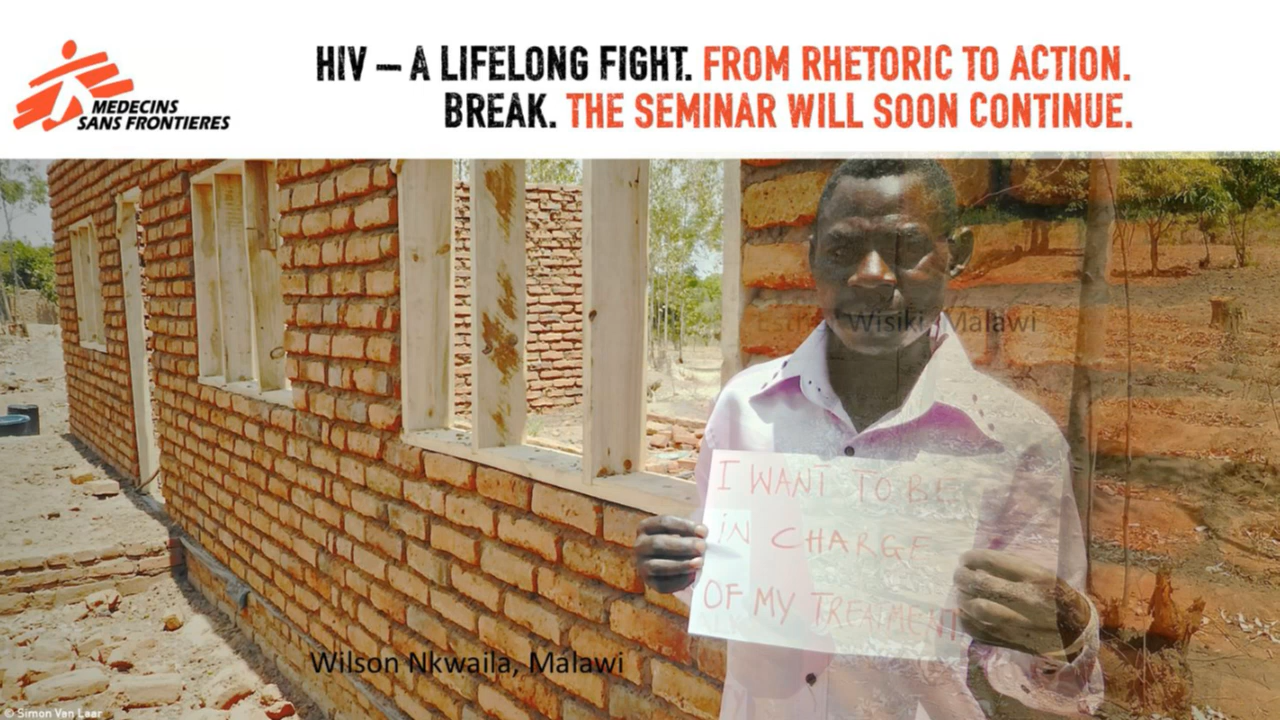 MEDECINS
SANS FRONTIERES
HIV – A LIFELONG FIGHT. FROM RHETORIC TO ACTION.
BREAK. THE SEMINAR WILL SOON CONTINUE.
Esther Wisiki, Malawi
I WANT TO BE
IN CHARGE
OF MY TREATMENT
Wilson Nkwaila, Malawi
© Simon Van Laar